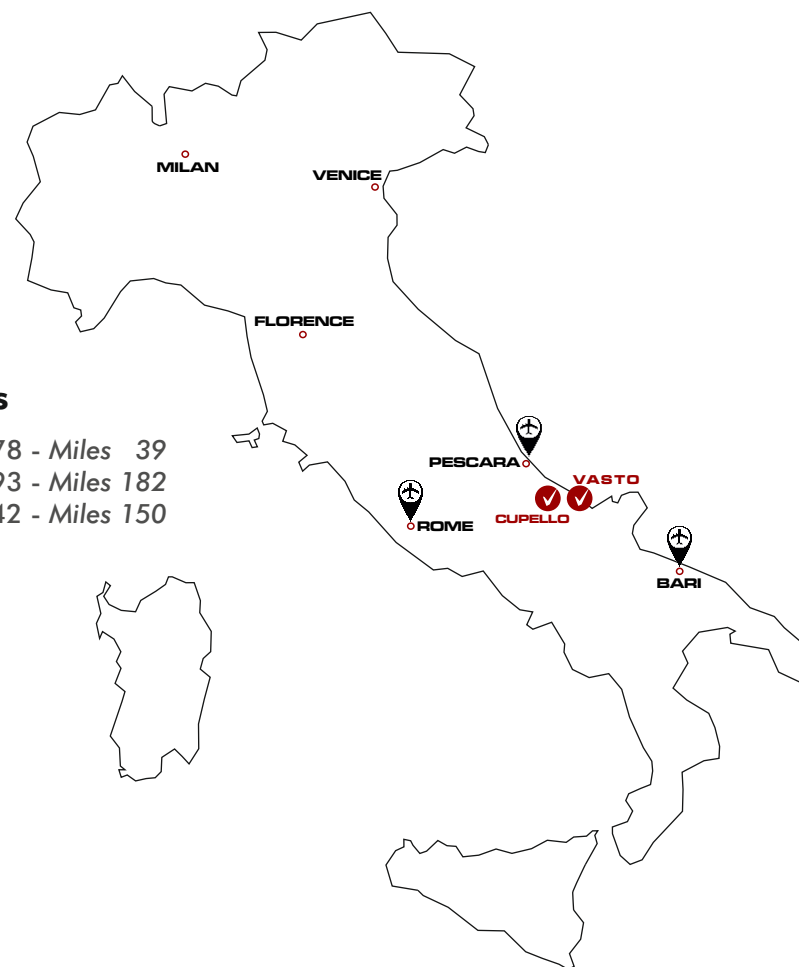 MILAN
VENICE
FLORENCE
s
78 - Miles 39
93 - Miles 182
42 - Miles 150
PESCARA
VASTO
CUPELLO
ROME
BARI